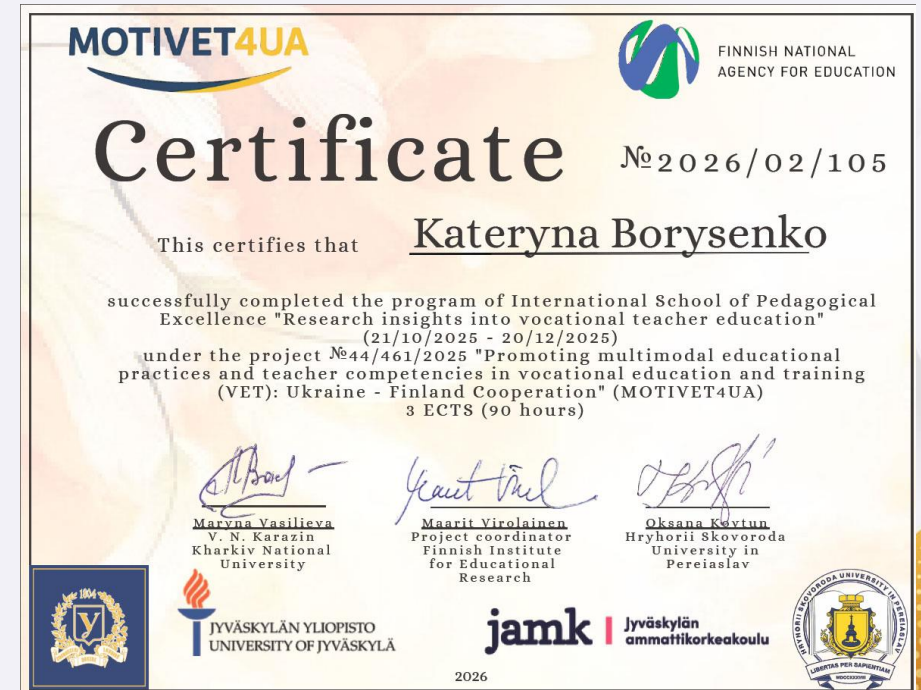 MOTIVET4UA
FINNISH NATIONAL
AGENCY FOR EDUCATION
Certificate
№2026/02/105
This certifies that
Kateryna Borysenko
successfully completed the program of International School of Pedagogical
Excellence "Research insights into vocational teacher education"
(21/10/2025 - 20/12/2025)
under the project №44/461/2025 "Promoting multimodal educational
practices and teacher competencies in vocational education and training
(VET): Ukraine - Finland Cooperation" (MOTIVET4UA)
3 ECTS (90 hours)
Maryna Vasilieva
V. N. Karazin
Kharkiv National
University
Maarit Virolainen
Project coordinator
Finnish Institute
for Educational
Research
Oksana Kovtun
Hryhorii Skovoroda
University in
Pereiaslav
1804
У
JYVÄSKYLÄN YLIOPISTO
UNIVERSITY OF JYVÄSKYLÄ
jamk
Jyväskylän
ammattikorkeakoulu
HRYHORII SKOVORODA UNIVERSITY IN PEREIASLAV
LIBERTAS PER SAPIENTIAM
2026